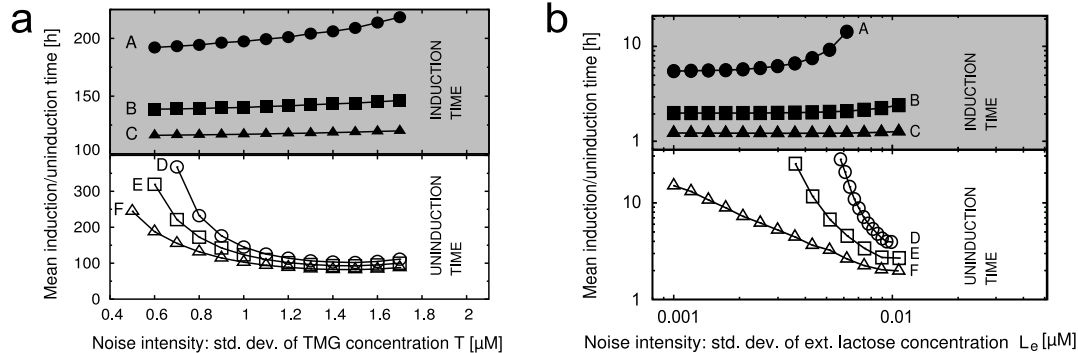 a
Mean induction/uninduction time [h]
200
150
100
A
B
C
INDUCTION
TIME
300
200
100
0
D
E
F
UNINDUCTION
TIME
0.4 0.6 0.8 1 1.2 1.4 1.6 1.8 2
Noise intensity: std. dev. of TMG concentration T [μM]
b
Mean induction/uninduction time [h]
10
1
A
B
C
INDUCTION
TIME
10
1
D
E
F
UNINDUCTION
TIME
0.001 0.01
Noise intensity: std. dev. of ext. lactose concentration Le [μM]